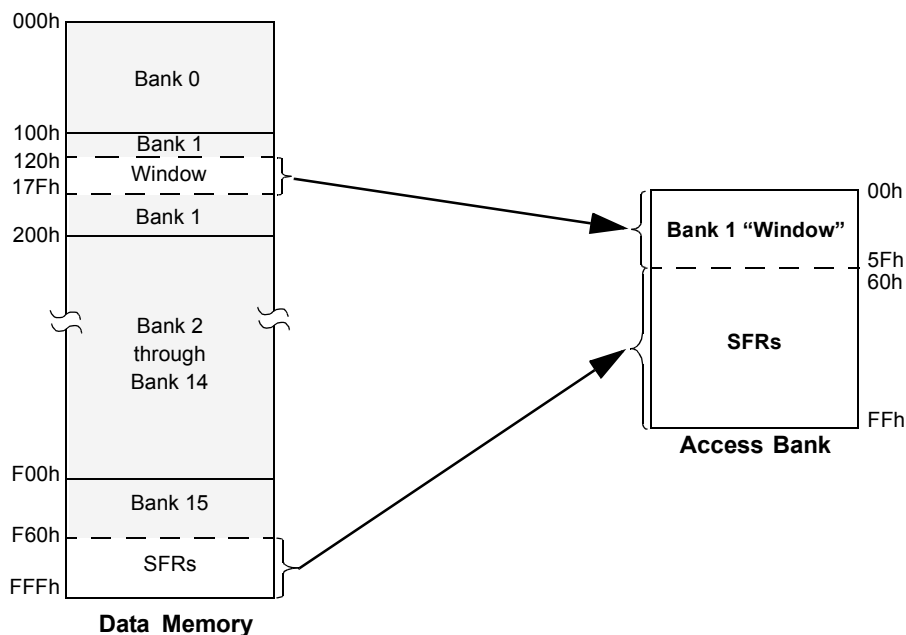 000h
Bank 0
100h
Bank 1
120h
Window
17Fh
Bank 1
200h
Bank 2
through
Bank 14
F00h
Bank 15
F60h
SFRs
FFFh
Data Memory
00h
Bank 1 “Window”
5Fh
60h
SFRs
FFh
Access Bank